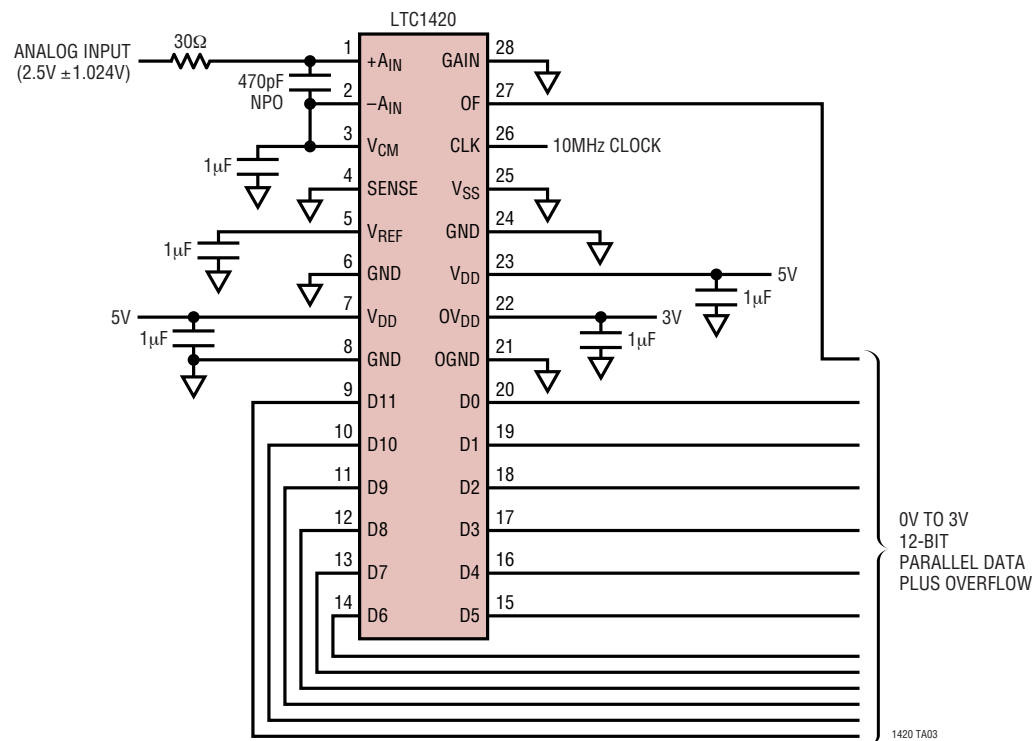 LTC1420
ANALOG INPUT
(2.5V ±1.024V)
30Ω
470pF
NPO
1μF
1μF
5V
1μF
1 +AIN
2 −AIN
3 VCM
4 SENSE
5 VREF
6 GND
7 VDD
8 GND
9 D11
10 D10
11 D9
12 D8
13 D7
14 D6
GAIN 28
OF 27
CLK 26 10MHz CLOCK
VSS 25
GND 24
VDD 23 5V
1μF
OVDD 22 3V
1μF
OGND 21
D0 20
D1 19
D2 18
D3 17
D4 16
D5 15
0V TO 3V
12-BIT
PARALLEL DATA
PLUS OVERFLOW
1420 TA03